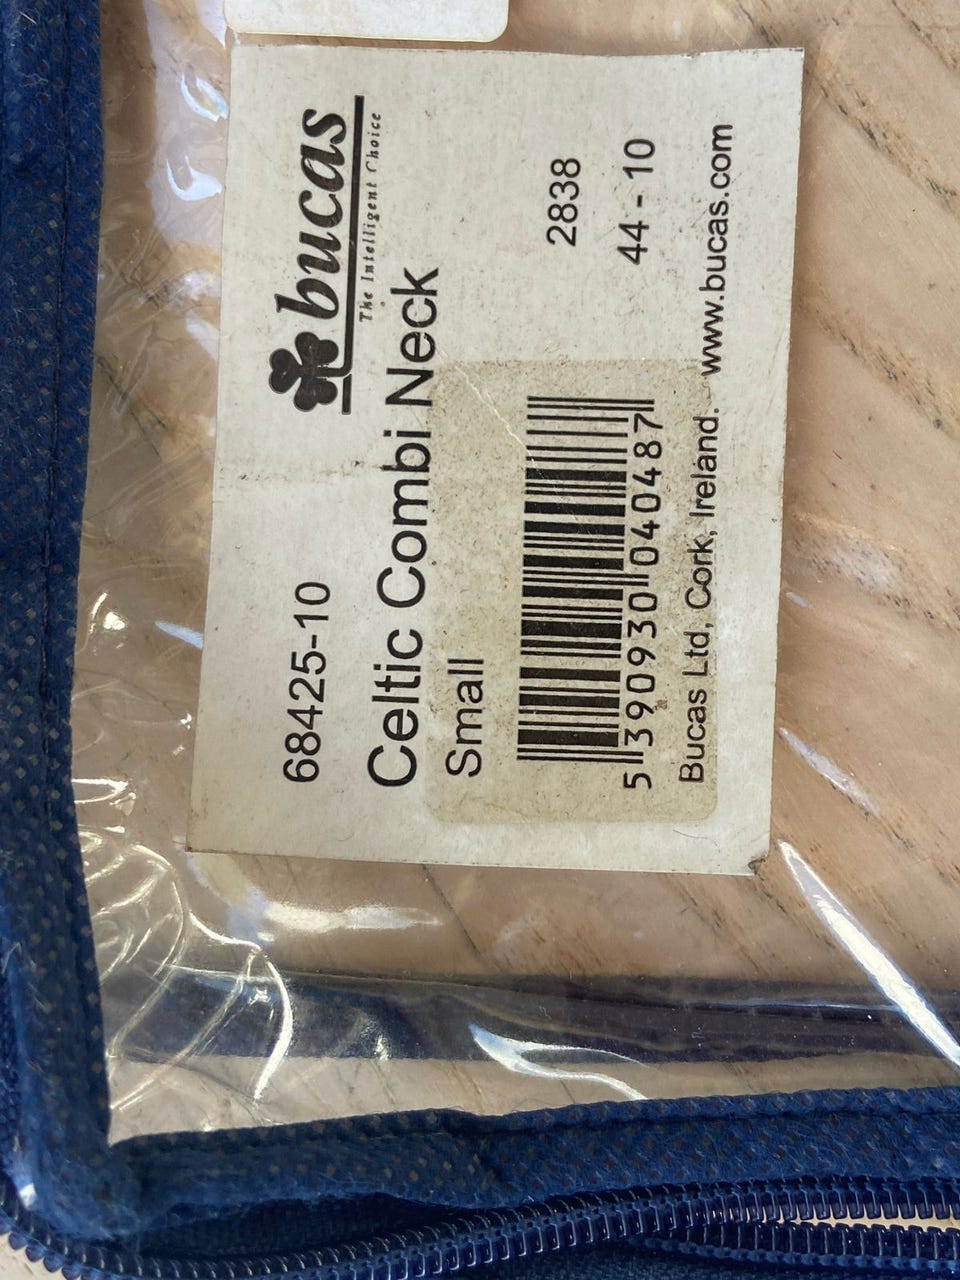 68425-10
bucas
The Intelligent Choice
Celtic Combi Neck
Small
2838
44-10
5 390930 040487
Bucas Ltd, Cork, Ireland. www.bucas.com